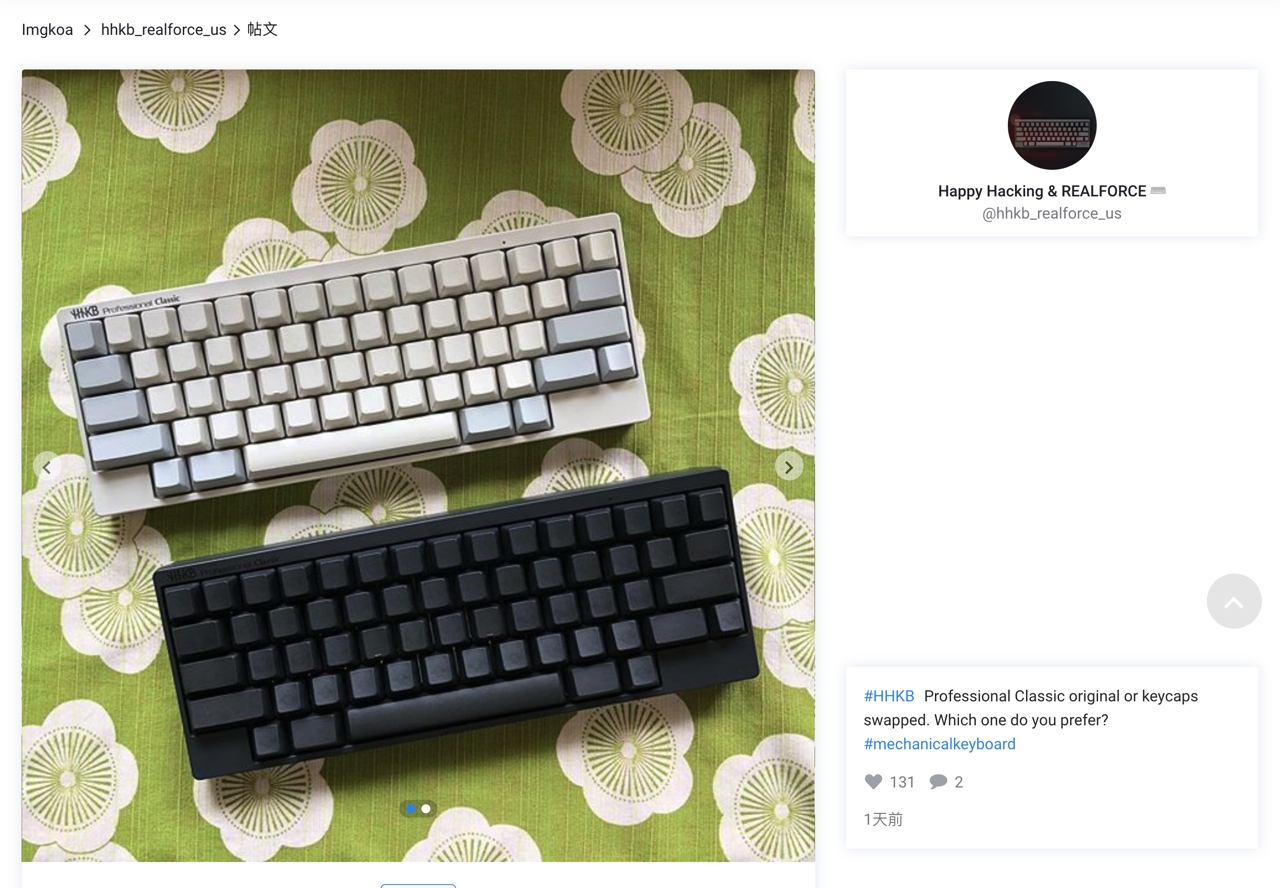 Imgkoa > hhkb_realforce_us > 帖文
HHKB Professional Classic
HHKB Professional Classic
Happy Hacking & REALFORCE
@hhkb_realforce_us
#HHKB Professional Classic original or keycaps
swapped. Which one do you prefer?
#mechanicalkeyboard
131 2
1天前